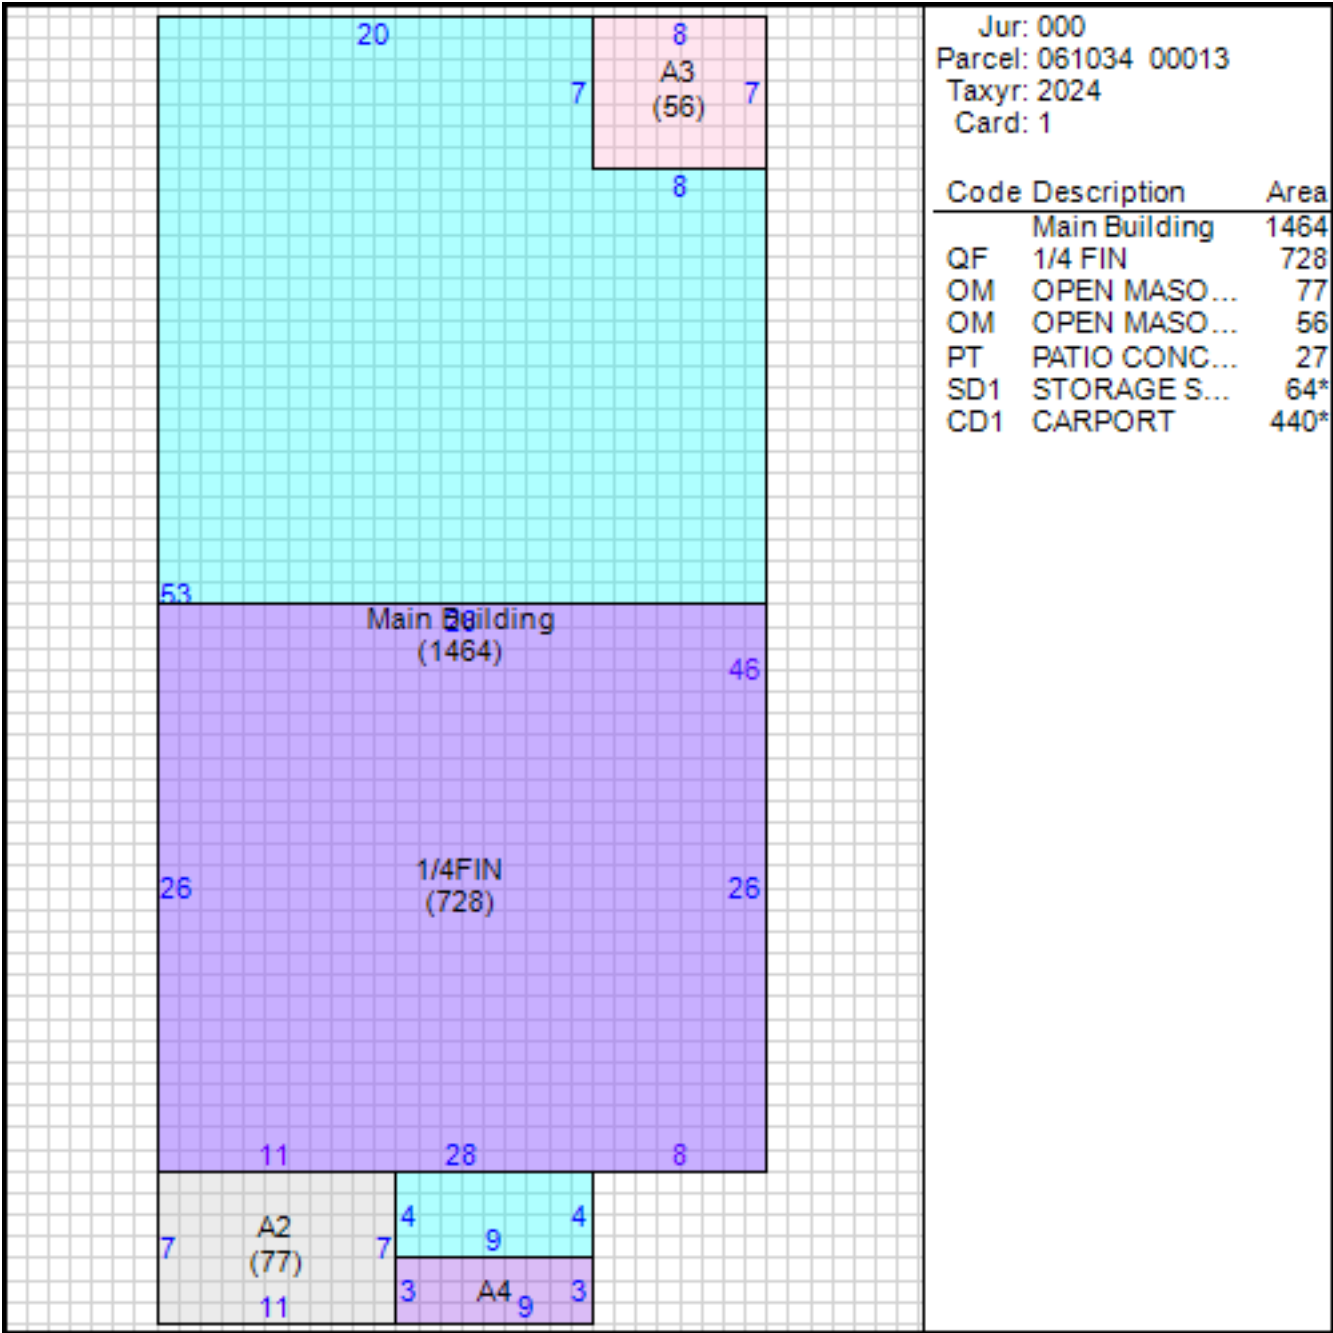 20
8
7
A3
(56)
7
8
53
Main Building
28
(1464)
46
1/4FIN
(728)
26
26
11
28
8
A2
(77)
7
7
11
4
4
9
3
A4
9
3
Jur: 000
Parcel: 061034 00013
Taxyr: 2024
Card: 1
Code Description Area
Main Building 1464
QF 1/4 FIN 728
OM OPEN MASO... 77
OM OPEN MASO... 56
PT PATIO CONC... 27
SD1 STORAGE S... 64*
CD1 CARPORT 440*